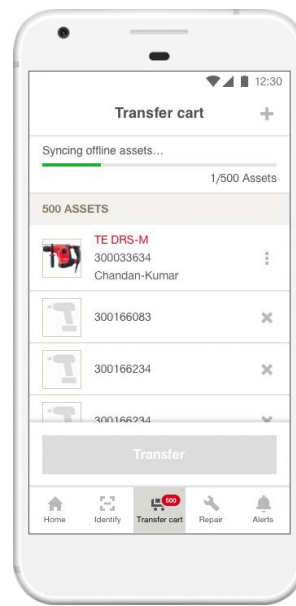 12:30
Transfer cart
Syncing offline assets...
1/500 Assets
500 ASSETS
TE DRS-M
300033634
Chandan-Kumar
300166083
300166234
300166234
Transfer
500
Home Identify Transfer cart Repair Alerts